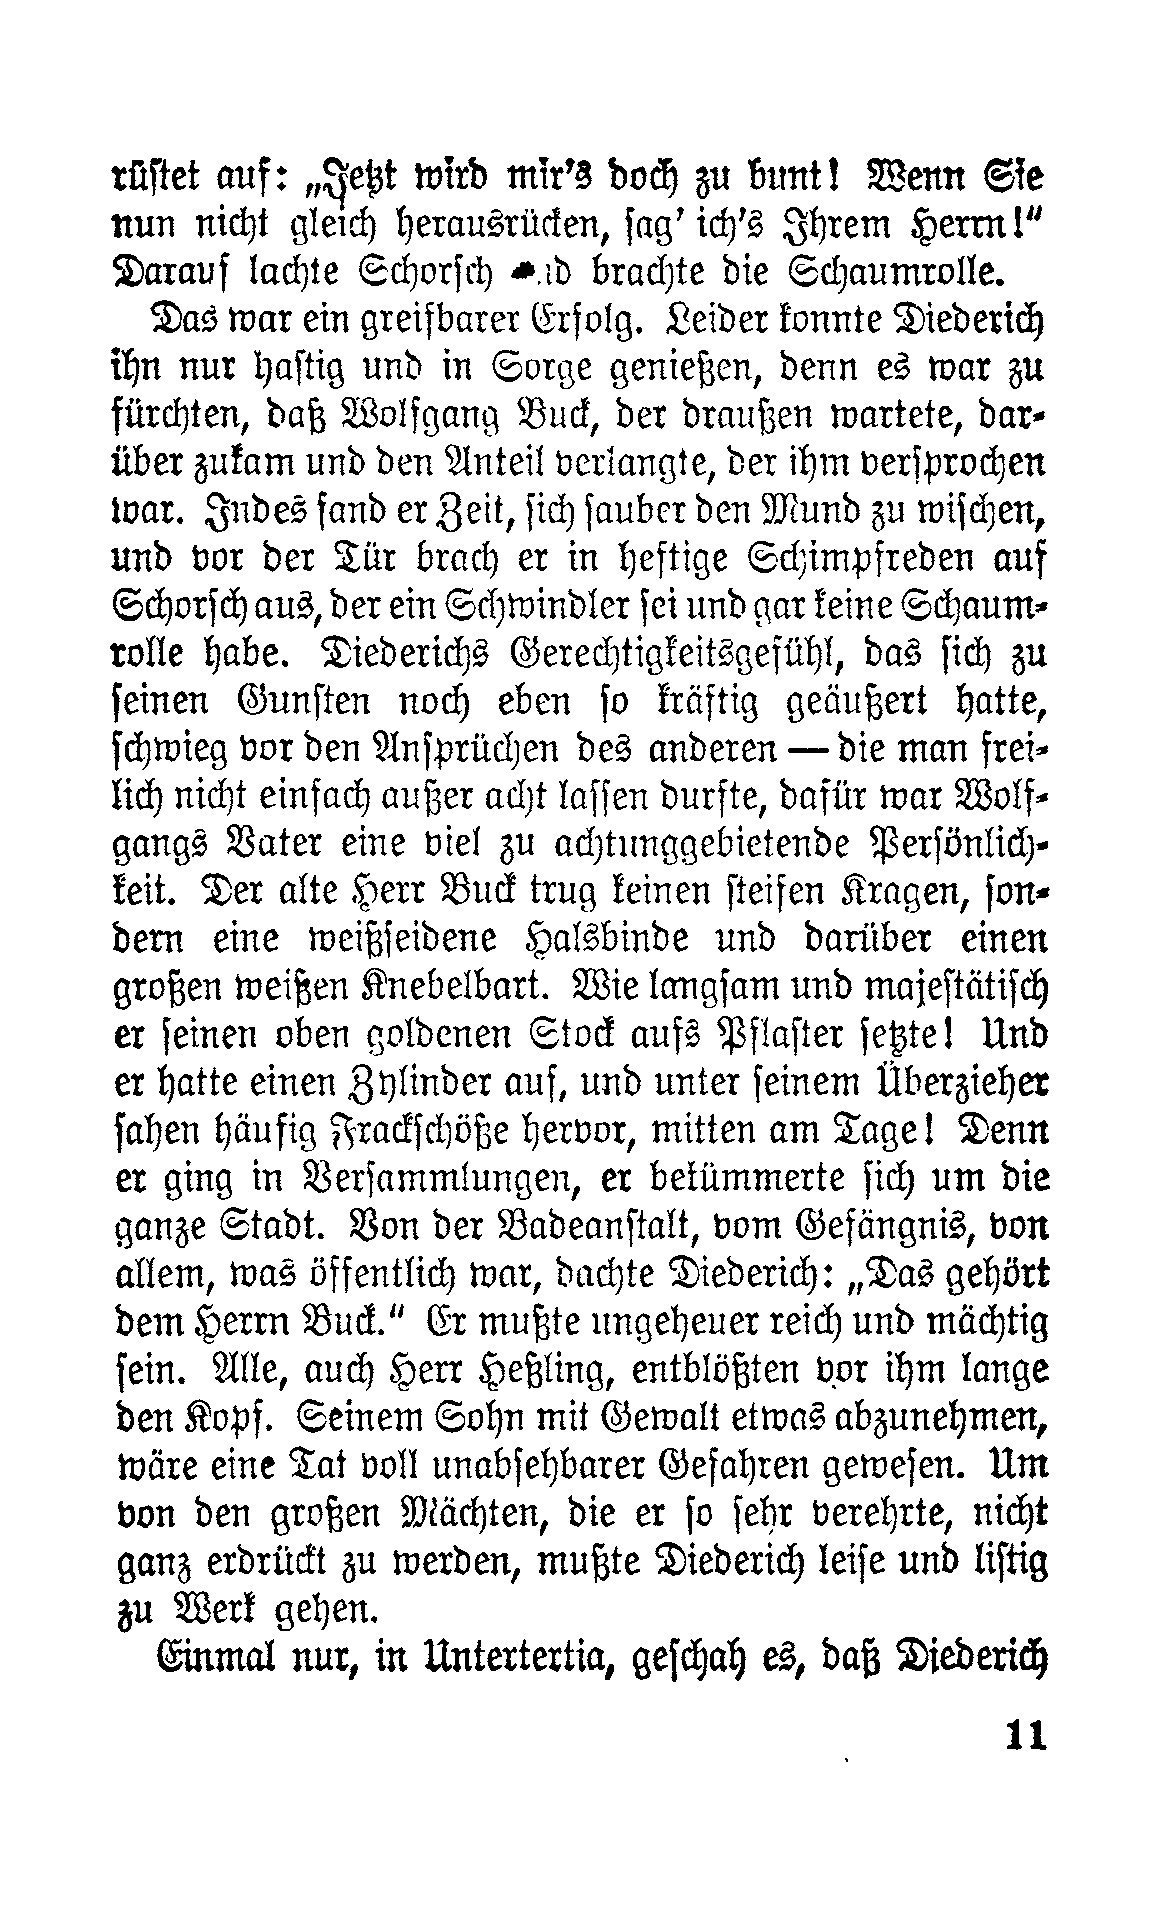 rüstet auf: „Jetzt wird mir's doch zu bunt! Wenn Sie
nun nicht gleich herausrücken, sag' ich's Ihrem Herrn!“
Darauf lachte Schorsch brachte die Schaumrolle.
Das war ein greifbarer Erfolg. Leider konnte Diederich
ihn nur hastig und in Sorge genießen, denn es war zu
fürchten, daß Wolfgang Buck, der draußen wartete, dar-
über zukam und den Anteil verlangte, der ihm versprochen
war. Indes fand er Zeit, sich sauber den Mund zu wischen,
und vor der Tür brach er in heftige Schimpfreden auf
Schorsch aus, der ein Schwindler sei und gar keine Schaum-
rolle habe. Diederichs Gerechtigkeitsgefühl, das sich zu
seinen Gunsten noch eben so kräftig geäußert hatte,
schwieg vor den Ansprüchen des anderen — die man frei-
lich nicht einfach außer acht lassen durfte, dafür war Wolf-
gangs Vater eine viel zu achtunggebietende Persönlich-
keit. Der alte Herr Buck trug keinen steifen Kragen, son-
dern eine weißseidene Halsbinde und darüber einen
großen weißen Knebelbart. Wie langsam und majestätisch
er seinen oben goldenen Stock aufs Pflaster setzte! Und
er hatte einen Zylinder auf, und unter seinem Überzieher
sahen häufig Frackschöße hervor, mitten am Tage! Denn
er ging in Versammlungen, er bekümmerte sich um die
ganze Stadt. Von der Badeanstalt, vom Gefängnis, von
allem, was öffentlich war, dachte Diederich: „Das gehört
dem Herrn Buck.“ Er mußte ungeheuer reich und mächtig
sein. Alle, auch Herr Heßling, entblößten vor ihm lange
den Kopf. Seinem Sohn mit Gewalt etwas abzunehmen,
wäre eine Tat voll unabsehbarer Gefahren gewesen. Um
von den großen Mächten, die er so sehr verehrte, nicht
ganz erdrückt zu werden, mußte Diederich leise und listig
zu Werk gehen.
Einmal nur, in Untertertia, geschah es, daß Diederich
11